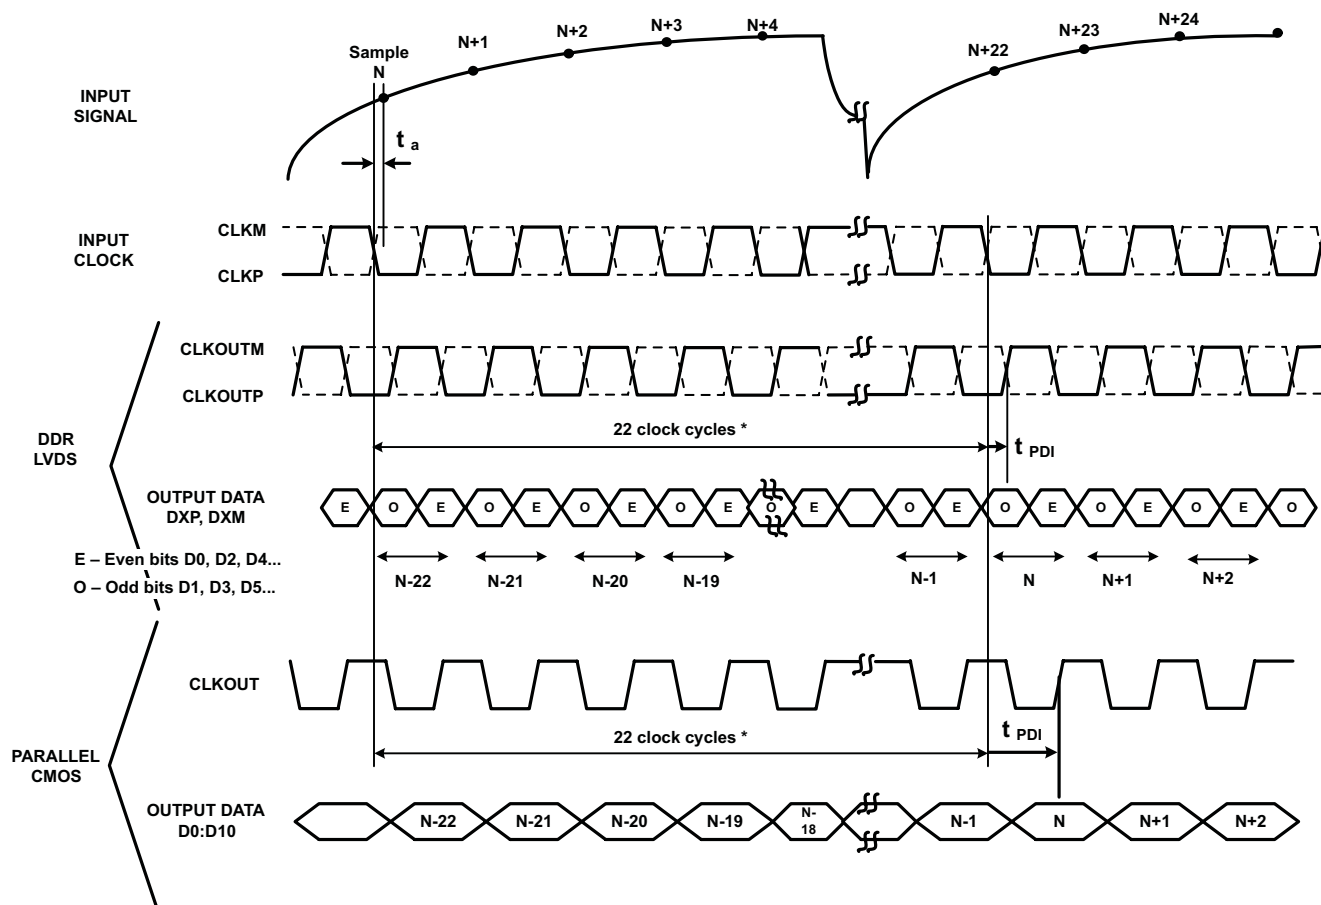 N+1
N+2
N+3
N+4
N+22
N+23
N+24
Sample
N
INPUT
SIGNAL
t a
INPUT
CLOCK
CLKM
CLKP
CLKOUTM
CLKOUTP
DDR
LVDS
22 clock cycles *
t PDI
OUTPUT DATA
DXP, DXM
E O E O E O E O E O E O E O E O E O E O
E – Even bits D0, D2, D4...
O – Odd bits D1, D3, D5...
N-22 N-21 N-20 N-19 N-1 N N+1 N+2
CLKOUT
22 clock cycles *
t PDI
PARALLEL
CMOS
OUTPUT DATA
D0:D10
N-22 N-21 N-20 N-19 N-
18 N-1 N N+1 N+2